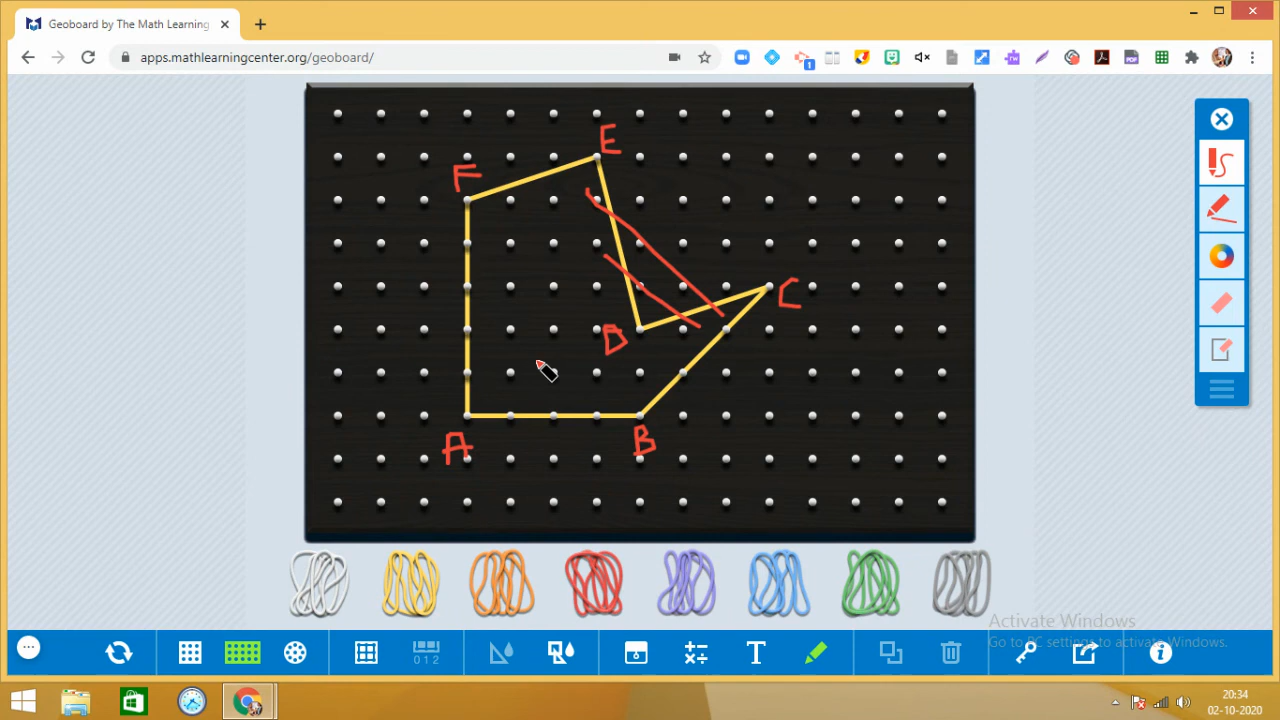 Geoboard by The Math Learning
apps.mathlearningcenter.org/geoboard/
1
E
F
C
D
A
B
0 1 2
T
Activate Windows
Go to PC settings to activate Windows.
20:34
02-10-2020